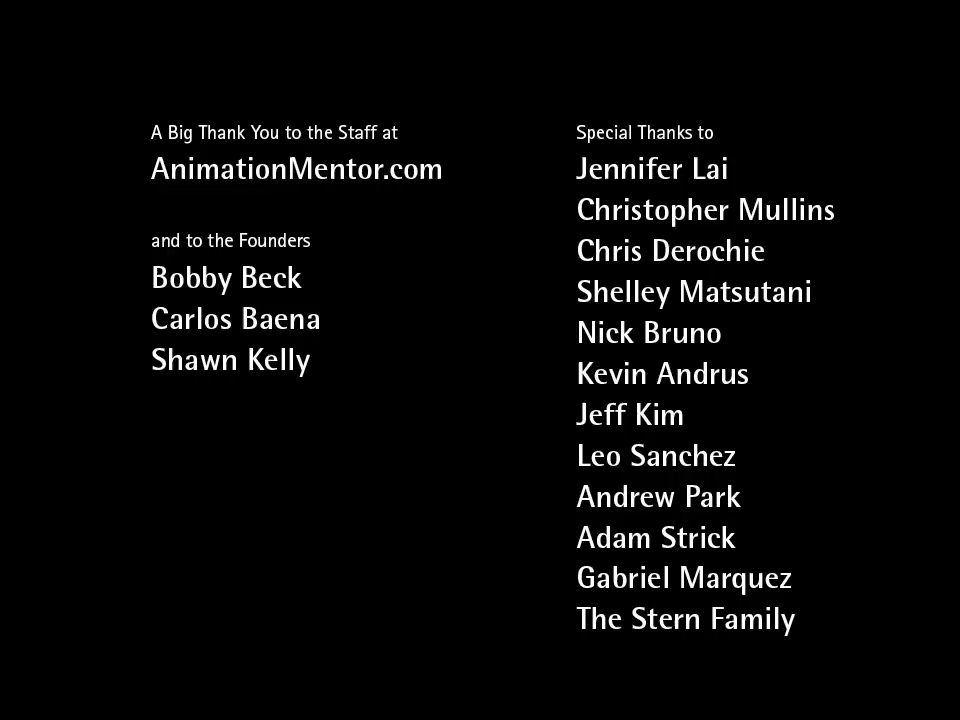 A Big Thank You to the Staff at
AnimationMentor.com
and to the Founders
Bobby Beck
Carlos Baena
Shawn Kelly
Special Thanks to
Jennifer Lai
Christopher Mullins
Chris Derochie
Shelley Matsutani
Nick Bruno
Kevin Andrus
Jeff Kim
Leo Sanchez
Andrew Park
Adam Strick
Gabriel Marquez
The Stern Family